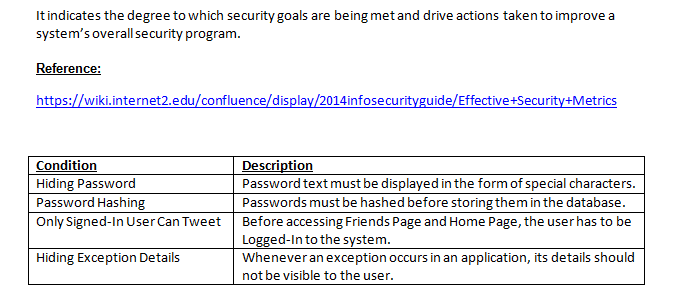 It indicates the degree to which security goals are being met and drive actions taken to improve a
system's overall security program.
Reference:
https://wiki.internet2.edu/confluence/display/2014infosecurityguide/Effective+Security+Metrics
Condition Description
Hiding Password Password text must be displayed in the form of special characters.
Password Hashing Passwords must be hashed before storing them in the database.
Only Signed-In User Can Tweet Before accessing Friends Page and Home Page, the user has to be
Logged-In to the system.
Hiding Exception Details Whenever an exception occurs in an application, its details should
not be visible to the user.